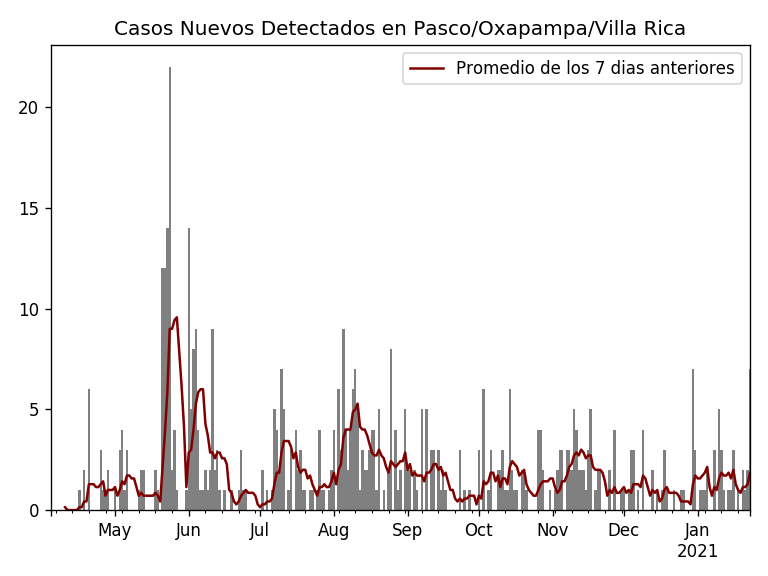 Casos Nuevos Detectados en Pasco/Oxapampa/Villa Rica
Promedio de los 7 dias anteriores
20
15
10
5
0
May Jun Jul Aug Sep Oct Nov Dec Jan
2021